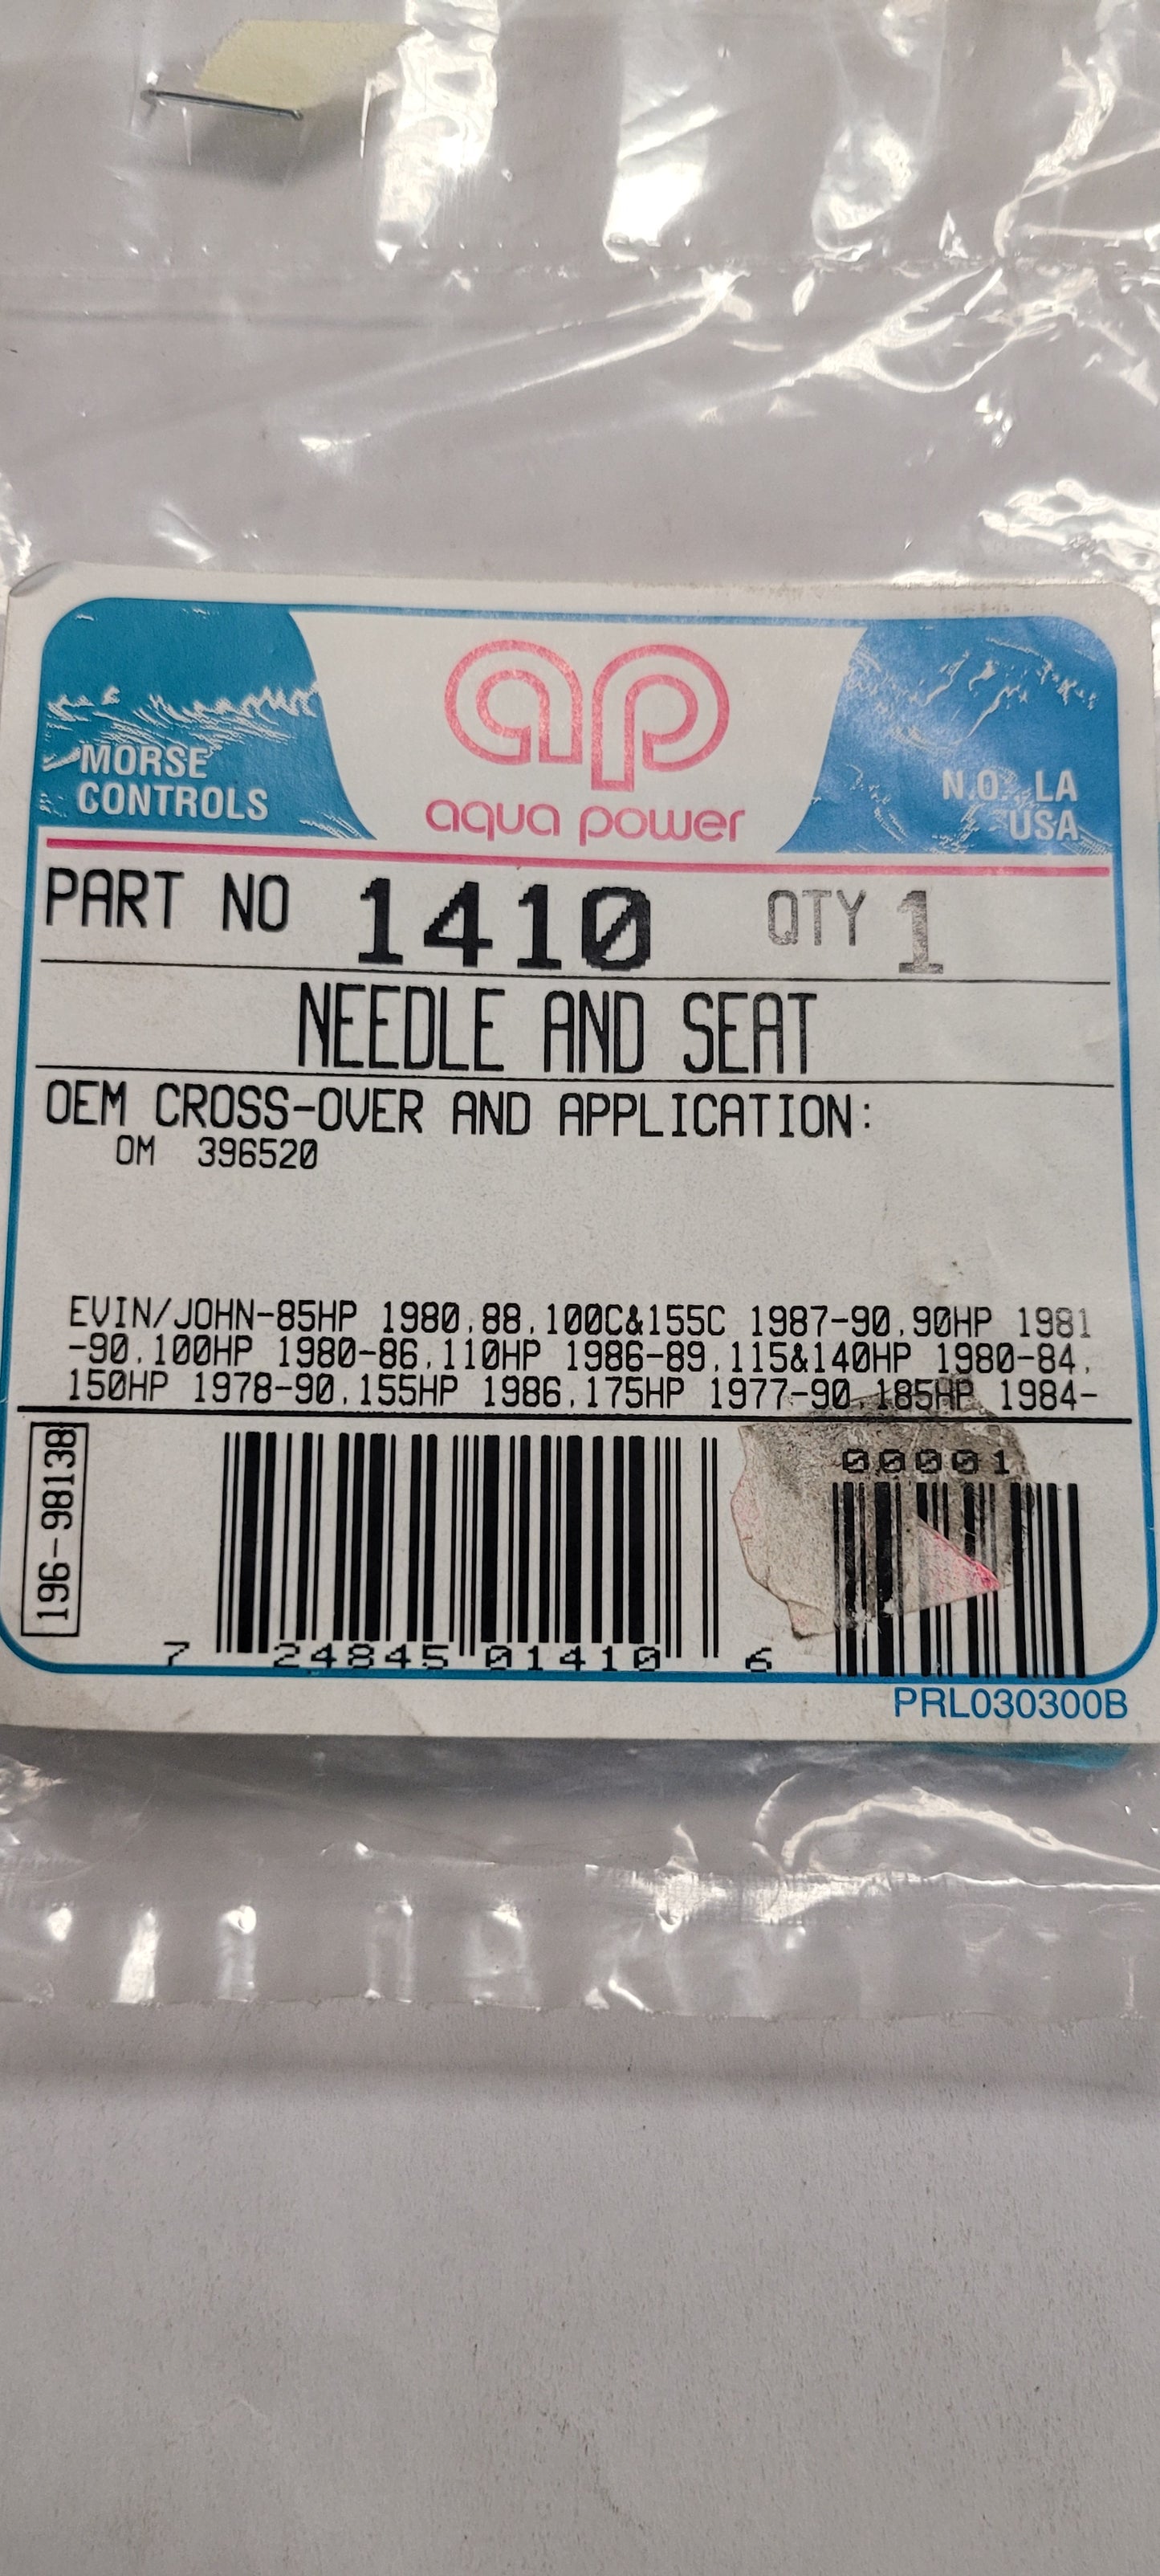 ap
aqua power
MORSE
CONTROLS
N.O. LA
USA
PART NO 1410 QTY 1
NEEDLE AND SEAT
OEM CROSS-OVER AND APPLICATION:
OM 396520
EVIN/JOHN-85HP 1980,88,100C&155C 1987-90,90HP 1981
-90,100HP 1980-86,110HP 1986-89,115&140HP 1980-84,
150HP 1978-90,155HP 1986,175HP 1977-90,185HP 1984-
196-98138
00001
7 24845 01410 6
PRL030300B